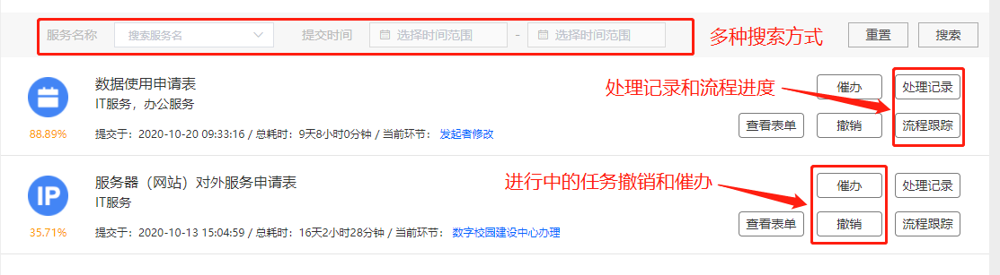 服务名称 搜索服务名 提交时间 选择时间范围 - 选择时间范围 多种搜索方式 重置 搜索
数据使用申请表
IT服务，办公服务
处理记录和流程进度
催办 处理记录
88.89% 提交于：2020-10-20 09:33:16 / 总耗时：9天8小时0分钟 / 当前环节： 发起者修改
查看表单 撤销 流程跟踪
IP
服务器（网站）对外服务申请表
IT服务
进行中的任务撤销和催办
催办 处理记录
35.71% 提交于：2020-10-13 15:04:59 / 总耗时：16天2小时28分钟 / 当前环节： 数字校园建设中心办理
查看表单 撤销 流程跟踪